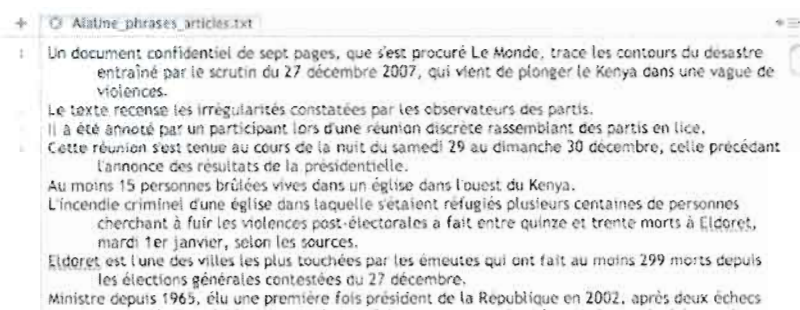 AlaUne_phrases_articles.txt
Un document confidentiel de sept pages, que s'est procuré Le Monde, trace les contours du désastre
entraîné par le scrutin du 27 décembre 2007, qui vient de plonger le Kenya dans une vague de
violences.
Le texte recense les irrégularités constatées par les observateurs des partis.
Il a été annoté par un participant lors d'une réunion discrète rassemblant des partis en lice.
Cette réunion s'est tenue au cours de la nuit du samedi 29 au dimanche 30 décembre, celle précédant
l'annonce des résultats de la présidentielle.
Au moins 15 personnes brûlées vives dans un église dans l'ouest du Kenya.
L'incendie criminel d'une église dans laquelle s'étaient réfugiés plusieurs centaines de personnes
cherchant à fuir les violences post-électorales a fait entre quinze et trente morts à Eldoret,
mardi 1er janvier, selon les sources.
Eldoret est l'une des villes les plus touchées par les émeutes qui ont fait au moins 299 morts depuis
les élections générales contestées du 27 décembre.
Ministre depuis 1965, élu une première fois président de la République en 2002, après deux échecs